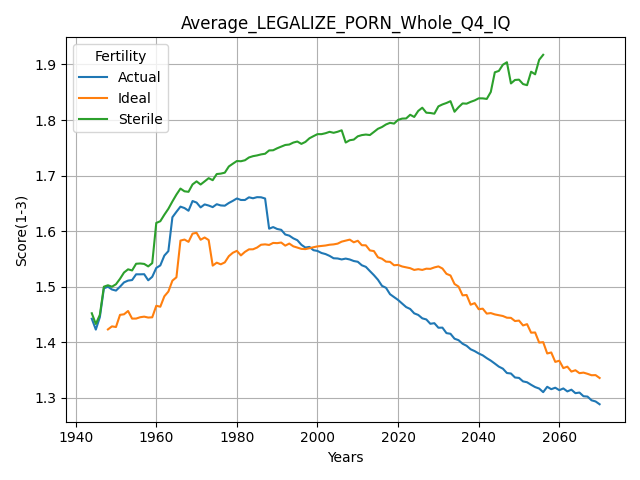 Average_LEGALIZE_PORN_Whole_Q4_IQ
Fertility
Actual
Ideal
Sterile
Score(1-3)
1.9
1.8
1.7
1.6
1.5
1.4
1.3
1940 1960 1980 2000 2020 2040 2060
Years